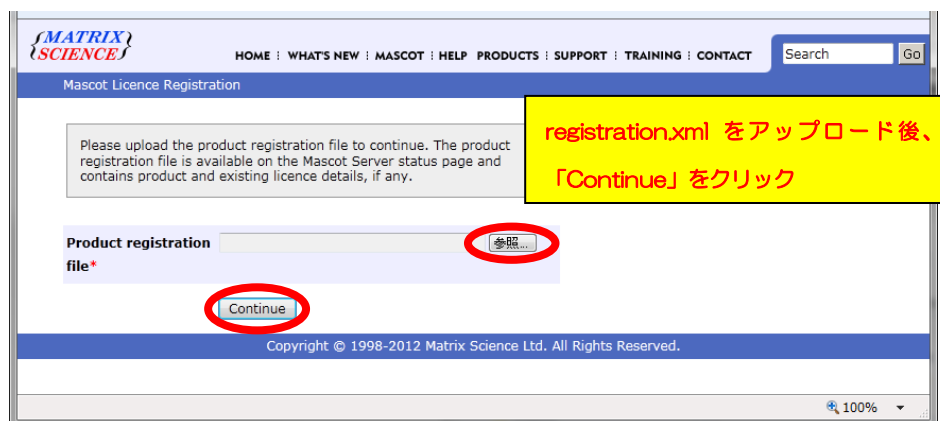 {MATRIX
SCIENCE}
HOME WHAT'S NEW MASCOT HELP PRODUCTS SUPPORT TRAINING CONTACT
Search Go
Mascot Licence Registration
registration.xml をアップロード後、
「Continue」をクリック
Please upload the product registration file to continue. The product
registration file is available on the Mascot Server status page and
contains product and existing licence details, if any.
Product registration 参照...
file*
Continue
Copyright © 1998-2012 Matrix Science Ltd. All Rights Reserved.
100%